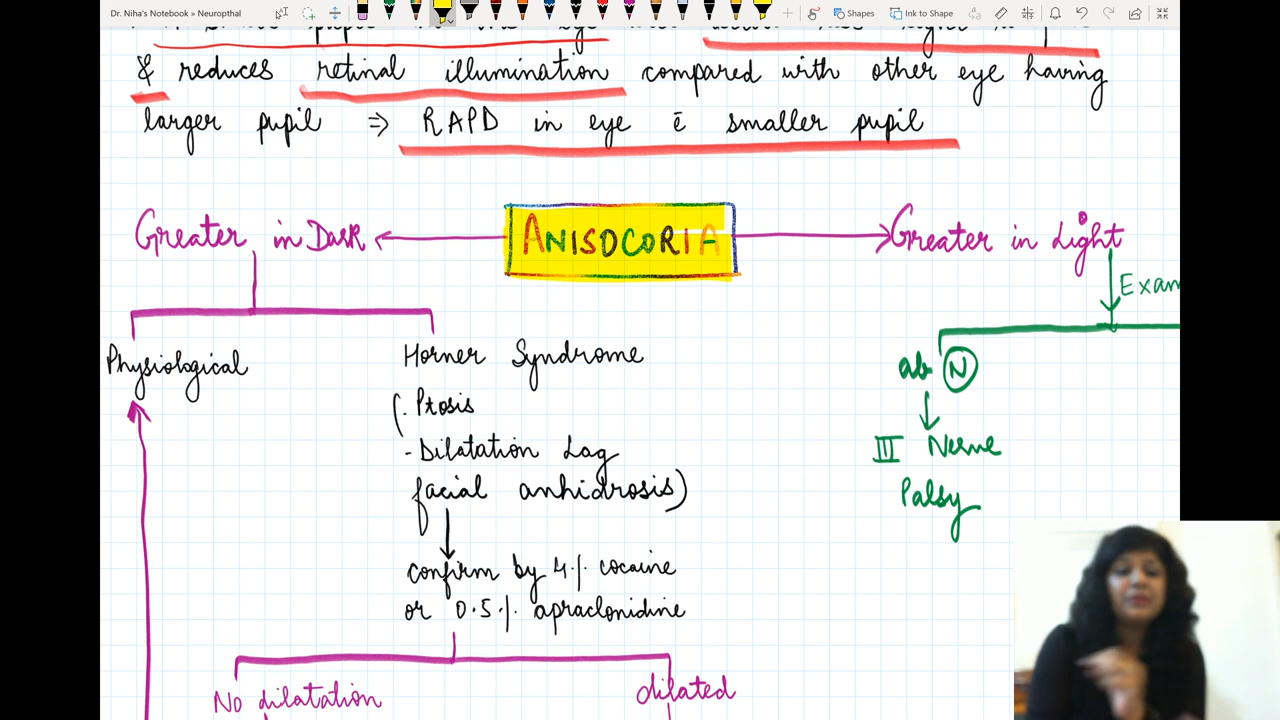 Dr. Niha's Notebook » Neuropthal
Shapes
Ink to Shape
& reduces retinal illumination compared with other eye having
larger pupil ⇒ RAPD in eye c̄ smaller pupil
Greater in Dark
ANISOCORIA
Greater in Light
Exam
Physiological
Horner Syndrome
(. Ptosis
- Dilatation Lag
facial anhidrosis)
confirm by 4% cocaine
or 0.5% apraclonidine
No dilatation
dilated
ab N
III Nerve
Palsy